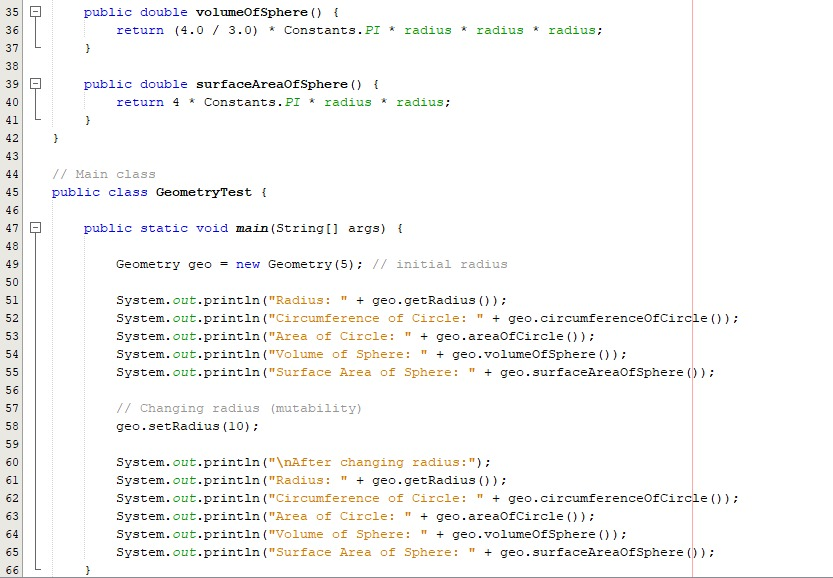 35 public double volumeOfSphere() {
36 return (4.0 / 3.0) * Constants.PI * radius * radius * radius;
37 }
38
39 public double surfaceAreaOfSphere() {
40 return 4 * Constants.PI * radius * radius;
41 }
42 }
43
44 // Main class
45 public class GeometryTest {
46
47 public static void main(String[] args) {
48
49 Geometry geo = new Geometry(5); // initial radius
50
51 System.out.println("Radius: " + geo.getRadius());
52 System.out.println("Circumference of Circle: " + geo.circumferenceOfCircle());
53 System.out.println("Area of Circle: " + geo.areaOfCircle());
54 System.out.println("Volume of Sphere: " + geo.volumeOfSphere());
55 System.out.println("Surface Area of Sphere: " + geo.surfaceAreaOfSphere());
56
57 // Changing radius (mutability)
58 geo.setRadius(10);
59
60 System.out.println("\nAfter changing radius:");
61 System.out.println("Radius: " + geo.getRadius());
62 System.out.println("Circumference of Circle: " + geo.circumferenceOfCircle());
63 System.out.println("Area of Circle: " + geo.areaOfCircle());
64 System.out.println("Volume of Sphere: " + geo.volumeOfSphere());
65 System.out.println("Surface Area of Sphere: " + geo.surfaceAreaOfSphere());
66 }